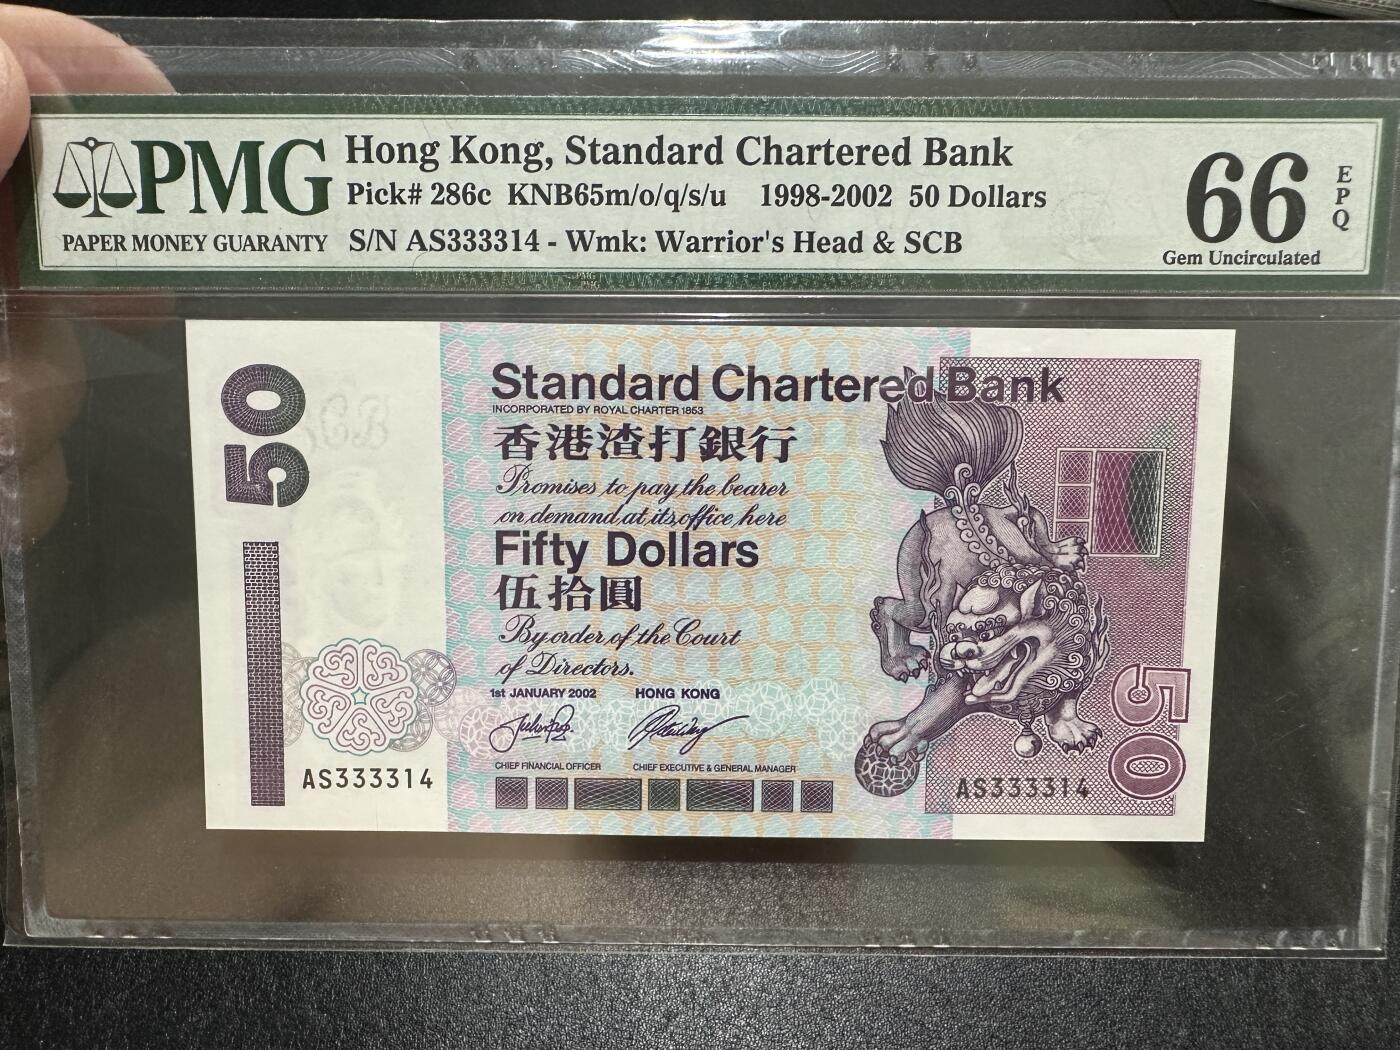 PMG
PAPER MONEY GUARANTY
Hong Kong, Standard Chartered Bank
Pick# 286c KNB65m/o/q/s/u 1998-2002 50 Dollars
S/N AS333314 - Wmk: Warrior's Head & SCB
66
EPQ
Gem Uncirculated
50
Standard Chartered Bank
INCORPORATED BY ROYAL CHARTER 1853
香港渣打銀行
Promises to pay the bearer
on demand at its office here
Fifty Dollars
伍拾圓
By order of the Court
of Directors.
1st JANUARY 2002 HONG KONG
CHIEF FINANCIAL OFFICER CHIEF EXECUTIVE & GENERAL MANAGER
AS333314
AS333314
50